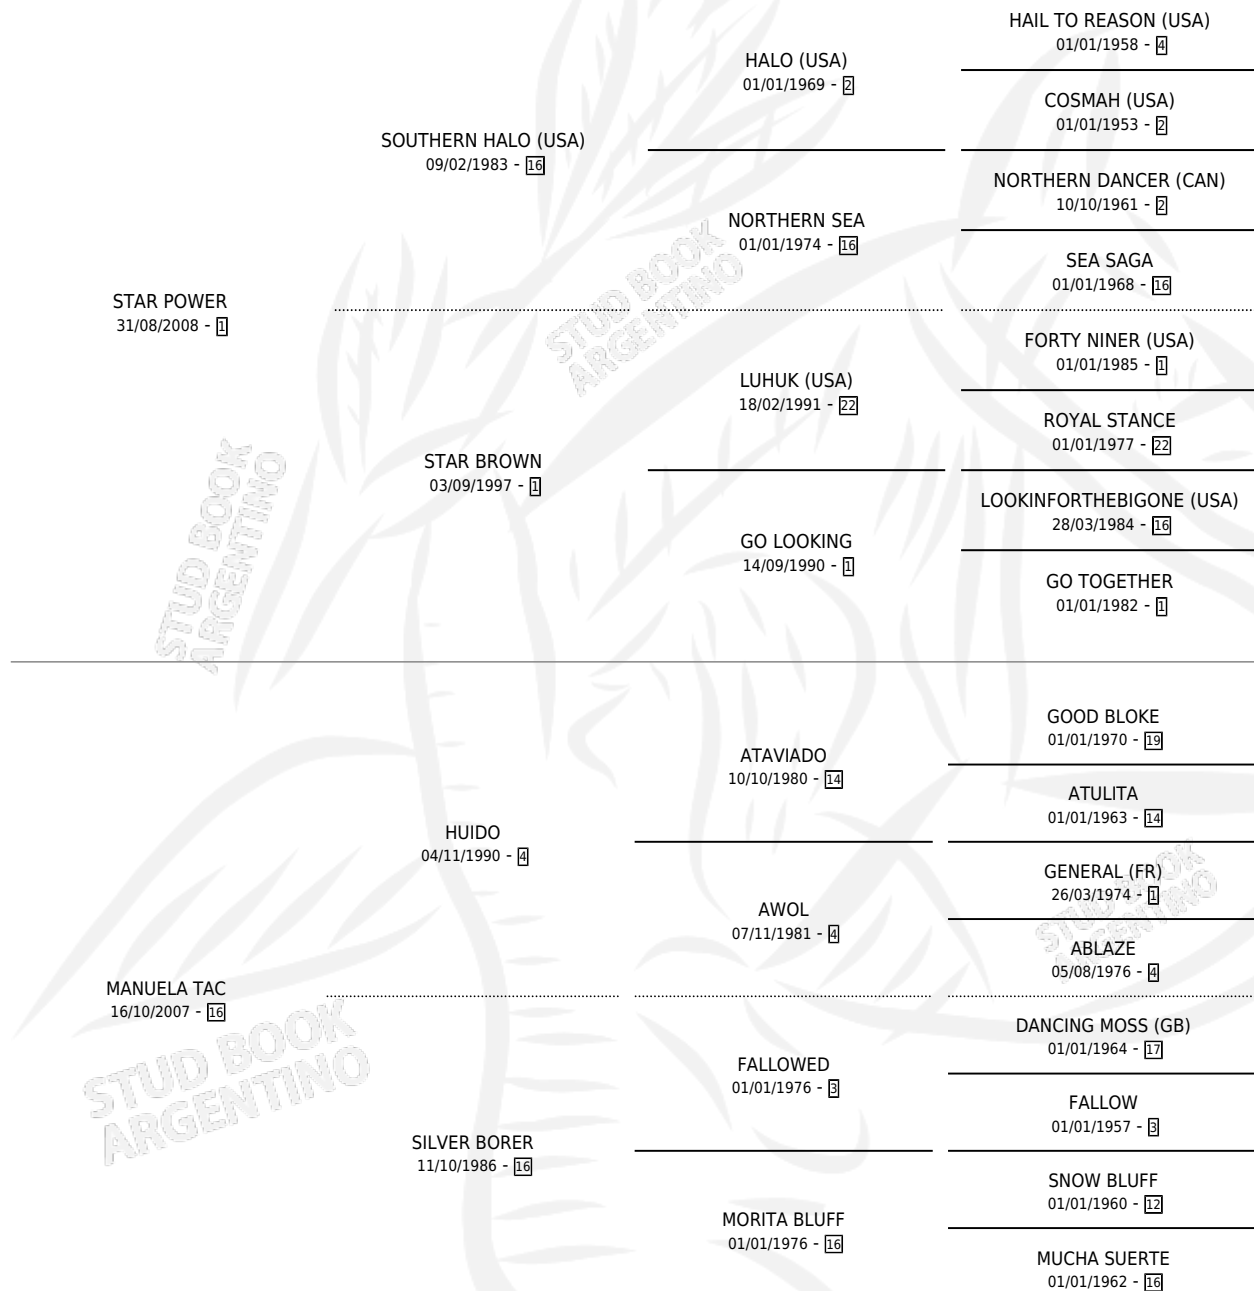 HAIL TO REASON (USA)
01/01/1958 - 4
HALO (USA)
01/01/1969 - 2
COSMAH (USA)
01/01/1953 - 2
SOUTHERN HALO (USA)
09/02/1983 - 16
NORTHERN DANCER (CAN)
10/10/1961 - 2
NORTHERN SEA
01/01/1974 - 16
SEA SAGA
01/01/1968 - 16
STAR POWER
31/08/2008 - 1
STUD BOOK
ARGENTINO
FORTY NINER (USA)
01/01/1985 - 1
LUHUK (USA)
18/02/1991 - 22
ROYAL STANCE
01/01/1977 - 22
STAR BROWN
03/09/1997 - 1
LOOKINFORTHEBIGONE (USA)
28/03/1984 - 16
GO LOOKING
14/09/1990 - 1
GO TOGETHER
01/01/1982 - 1
STUD BOOK
ARGENTINO
GOOD BLOKE
01/01/1970 - 19
ATAVIADO
10/10/1980 - 14
ATULITA
01/01/1963 - 14
HUIDO
04/11/1990 - 4
GENERAL (FR)
26/03/1974 - 1
AWOL
07/11/1981 - 4
ABLAZE
05/08/1976 - 4
STUD BOOK
ARGENTINO
MANUELA TAC
16/10/2007 - 16
DANCING MOSS (GB)
01/01/1964 - 17
FALLOWED
01/01/1976 - 3
FALLOW
01/01/1957 - 3
STUD BOOK
ARGENTINO
SILVER BORER
11/10/1986 - 16
SNOW BLUFF
01/01/1960 - 12
MORITA BLUFF
01/01/1976 - 16
MUCHA SUERTE
01/01/1962 - 16